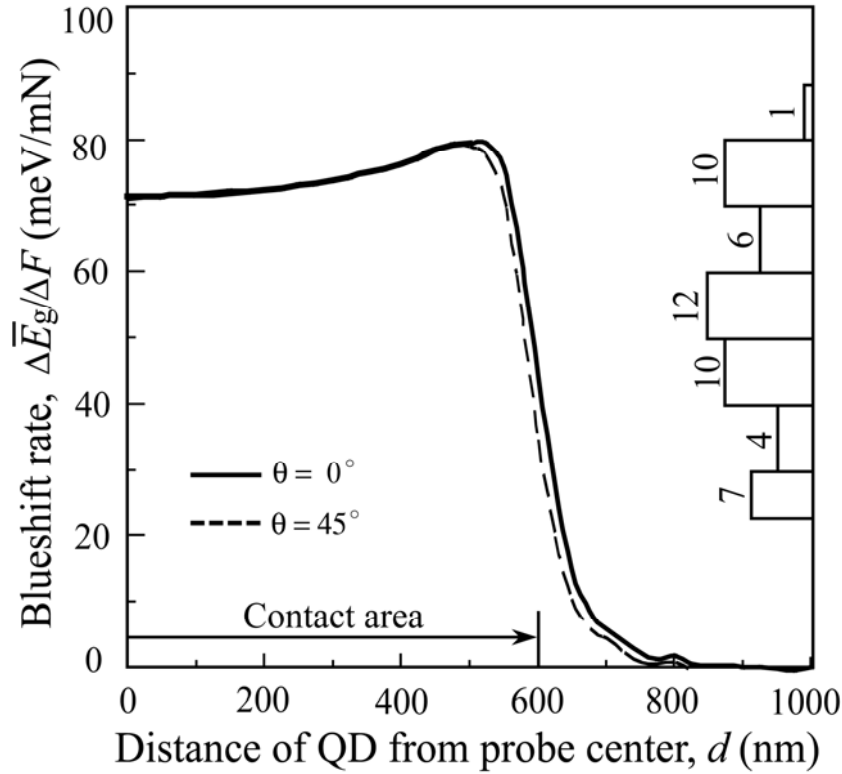 100
80
60
40
20
0
Blueshift rate, ΔE̅g/ΔF (meV/mN)
1
10
6
12
10
4
7
θ = 0°
θ = 45°
Contact area
0 200 400 600 800 1000
Distance of QD from probe center, d (nm)